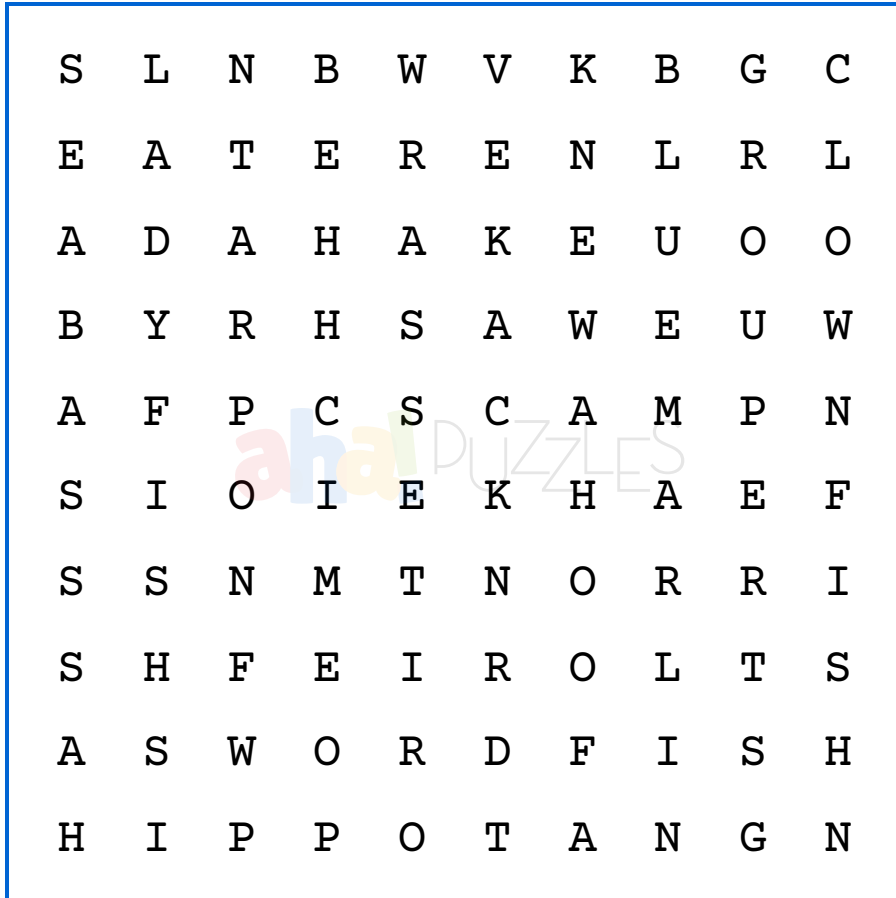 S L N B W V K B G C
E A T E R E N L R L
A D A H A K E U O O
B Y R H S A W E U W
A F P C S C A M P N
aha! PUZZLES
S I O I E K H A E F
S S N M T N O R R I
S H F E I R O L T S
A S W O R D F I S H
H I P P O T A N G N